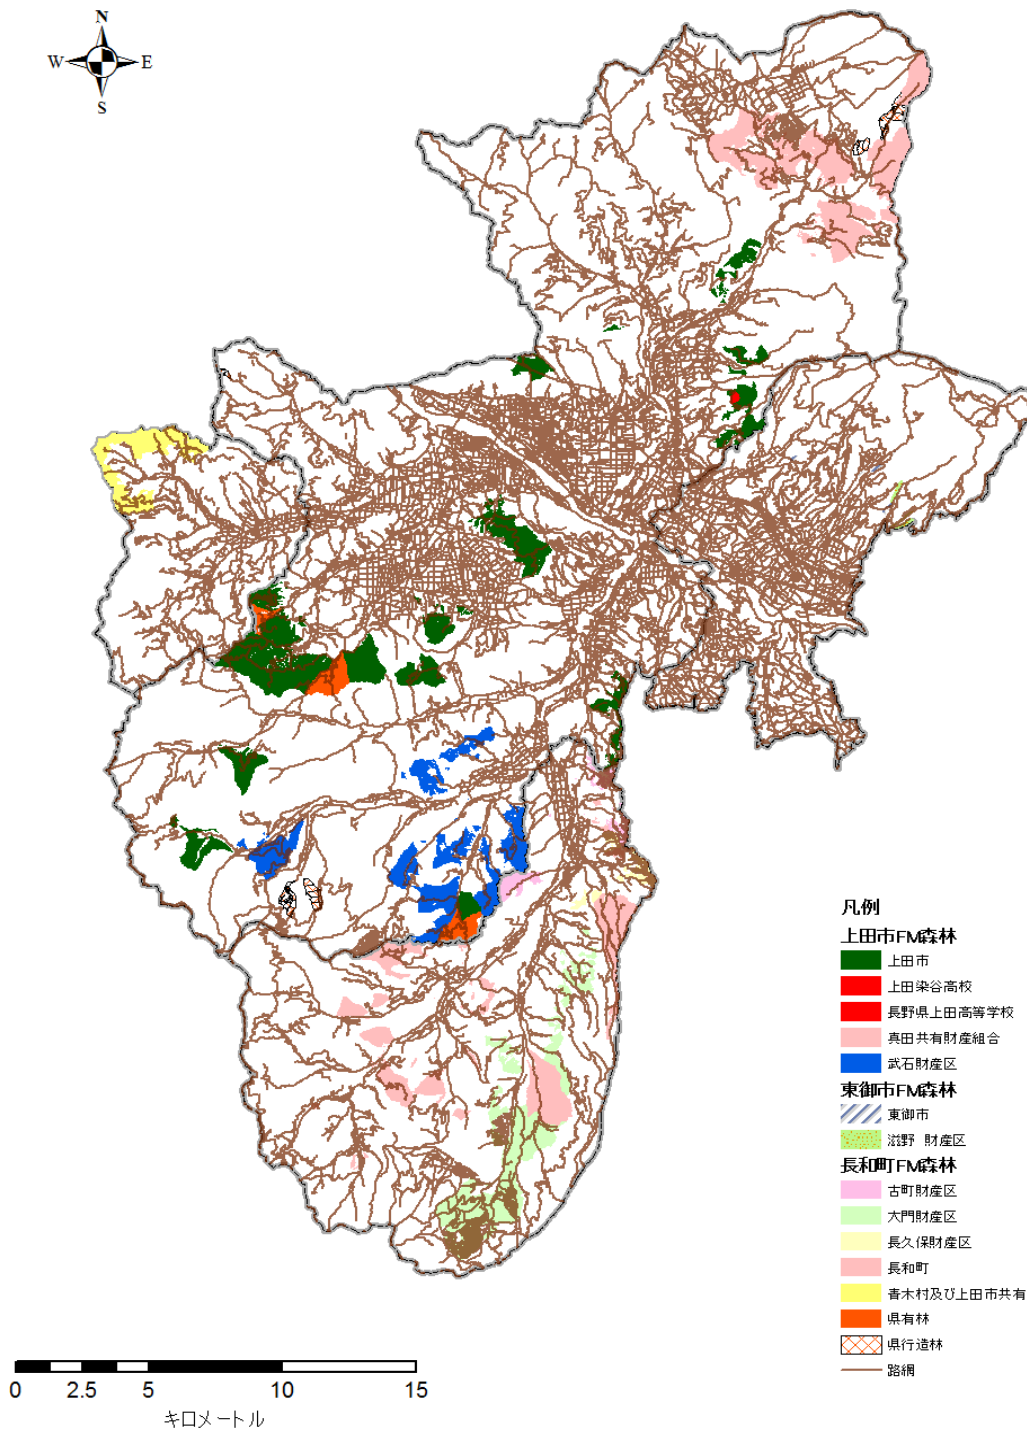 N
W E
S
凡例
上田市FM森林
上田市
上田染谷高校
長野県上田高等学校
真田共有財産組合
武石財産区
東御市FM森林
東御市
滋野 財産区
長和町FM森林
古町財産区
大門財産区
長久保財産区
長和町
青木村及び上田市共有
県有林
県行造林
路網
0 2.5 5 10 15
キロメートル